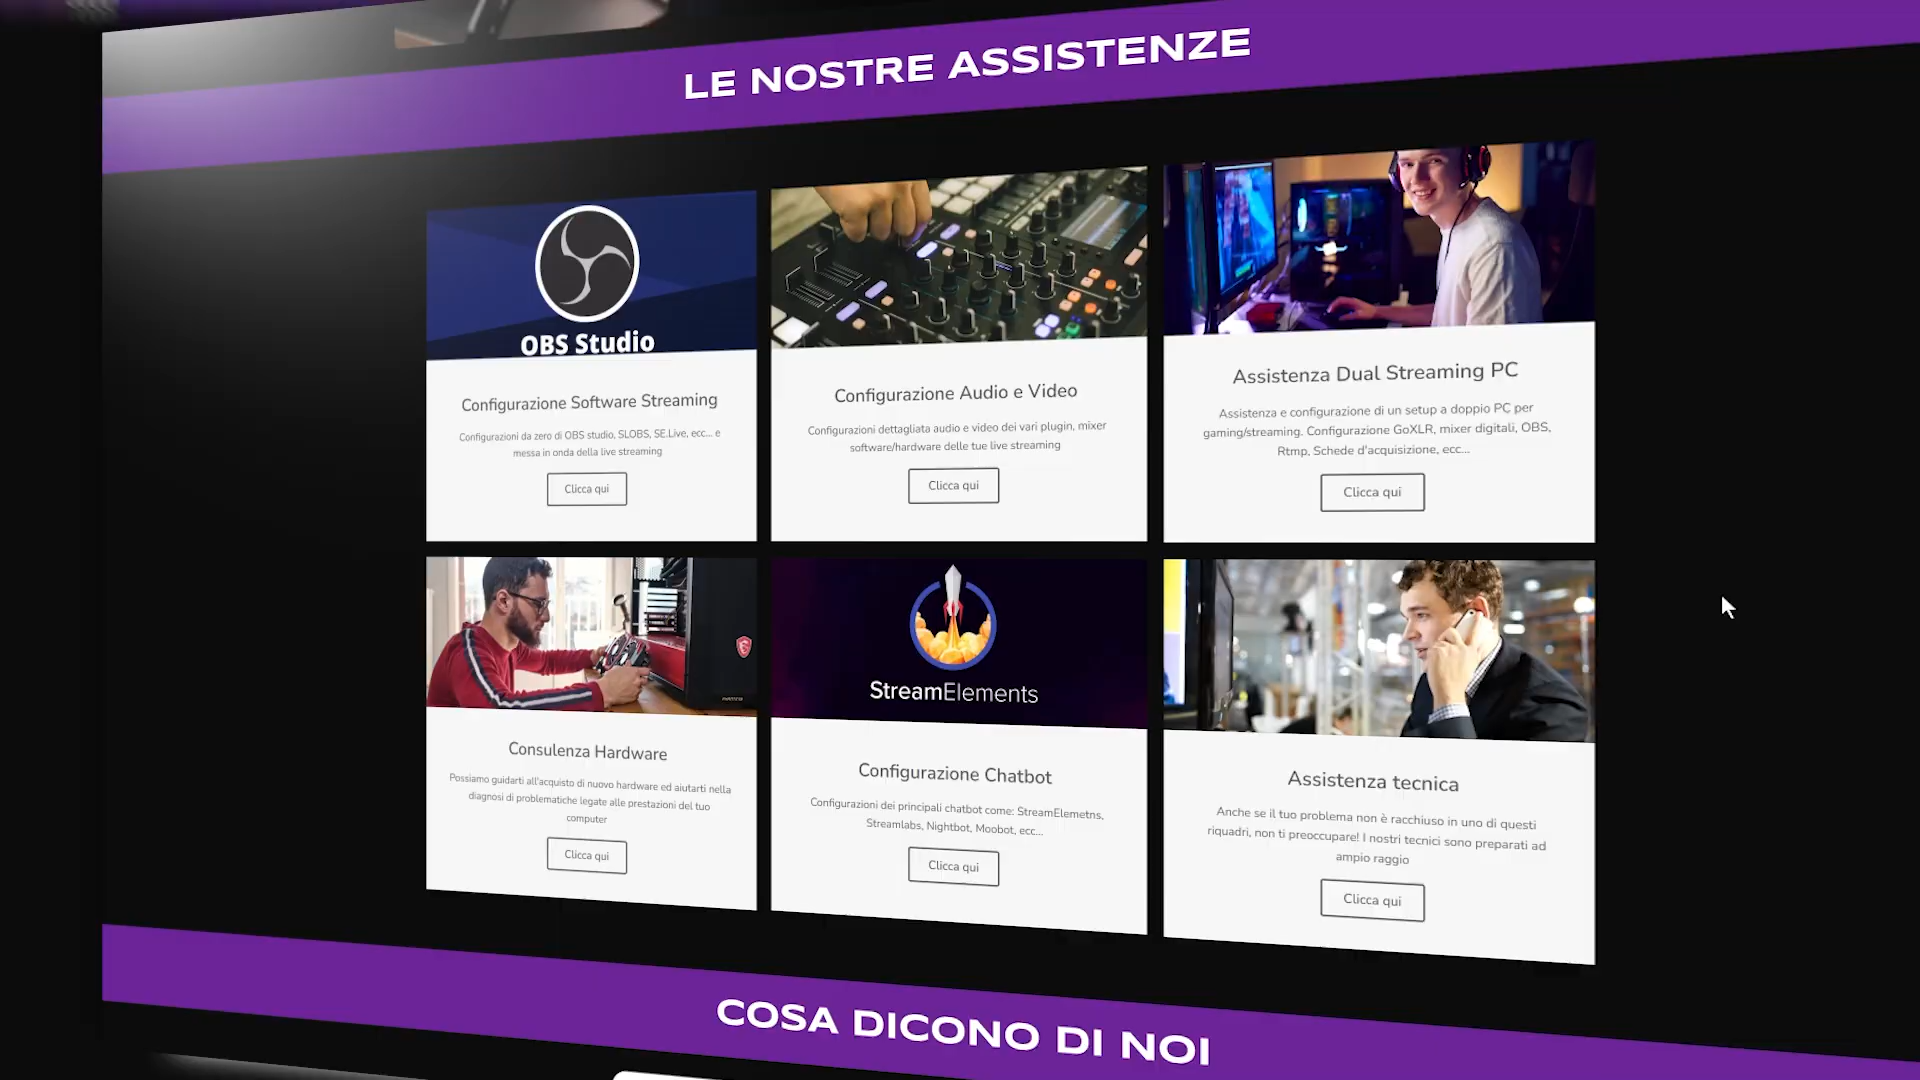 LE NOSTRE ASSISTENZE
OBS Studio
Configurazione Software Streaming
Configurazioni da zero di OBS studio, SLOBS, SE.Live, ecc... e
messa in onda della live streaming
Clicca qui
Configurazione Audio e Video
Configurazioni dettagliata audio e video dei vari plugin, mixer
software/hardware delle tue live streaming
Clicca qui
Assistenza Dual Streaming PC
Assistenza e configurazione di un setup a doppio PC per
gaming/streaming. Configurazione GoXLR, mixer digitali, OBS,
Rtmp, Schede d'acquisizione, ecc...
Clicca qui
Consulenza Hardware
Possiamo guidarti all'acquisto di nuovo hardware ed aiutarti nella
diagnosi di problematiche legate alle prestazioni del tuo
computer
Clicca qui
StreamElements
Configurazione Chatbot
Configurazioni dei principali chatbot come: StreamElemetns,
Streamlabs, Nightbot, Moobot, ecc...
Clicca qui
Assistenza tecnica
Anche se il tuo problema non è racchiuso in uno di questi
riquadri, non ti preoccupare! I nostri tecnici sono preparati ad
ampio raggio
Clicca qui
COSA DICONO DI NOI